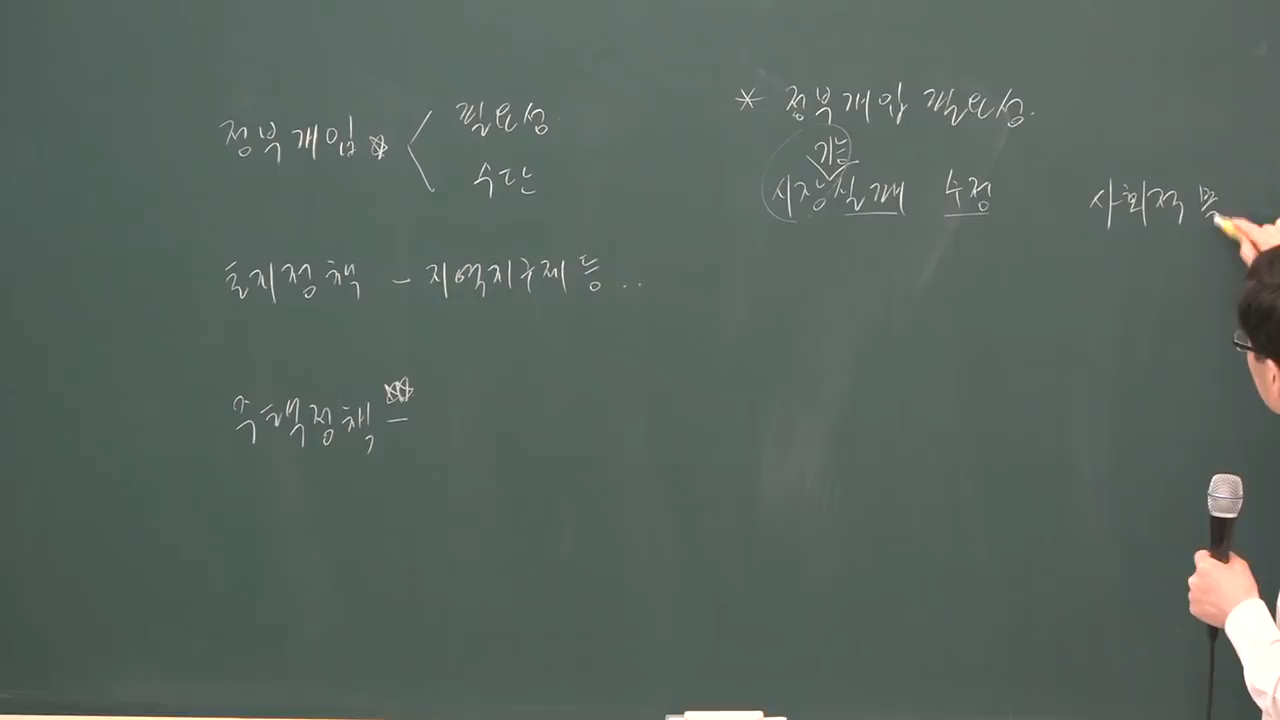 정부개입 ☆ < 필요성
수단
토지정책 - 지역지구제 등..
주택정책 - ☆☆
* 정부개입 필요성.
기능
시장실패 수정
사회적